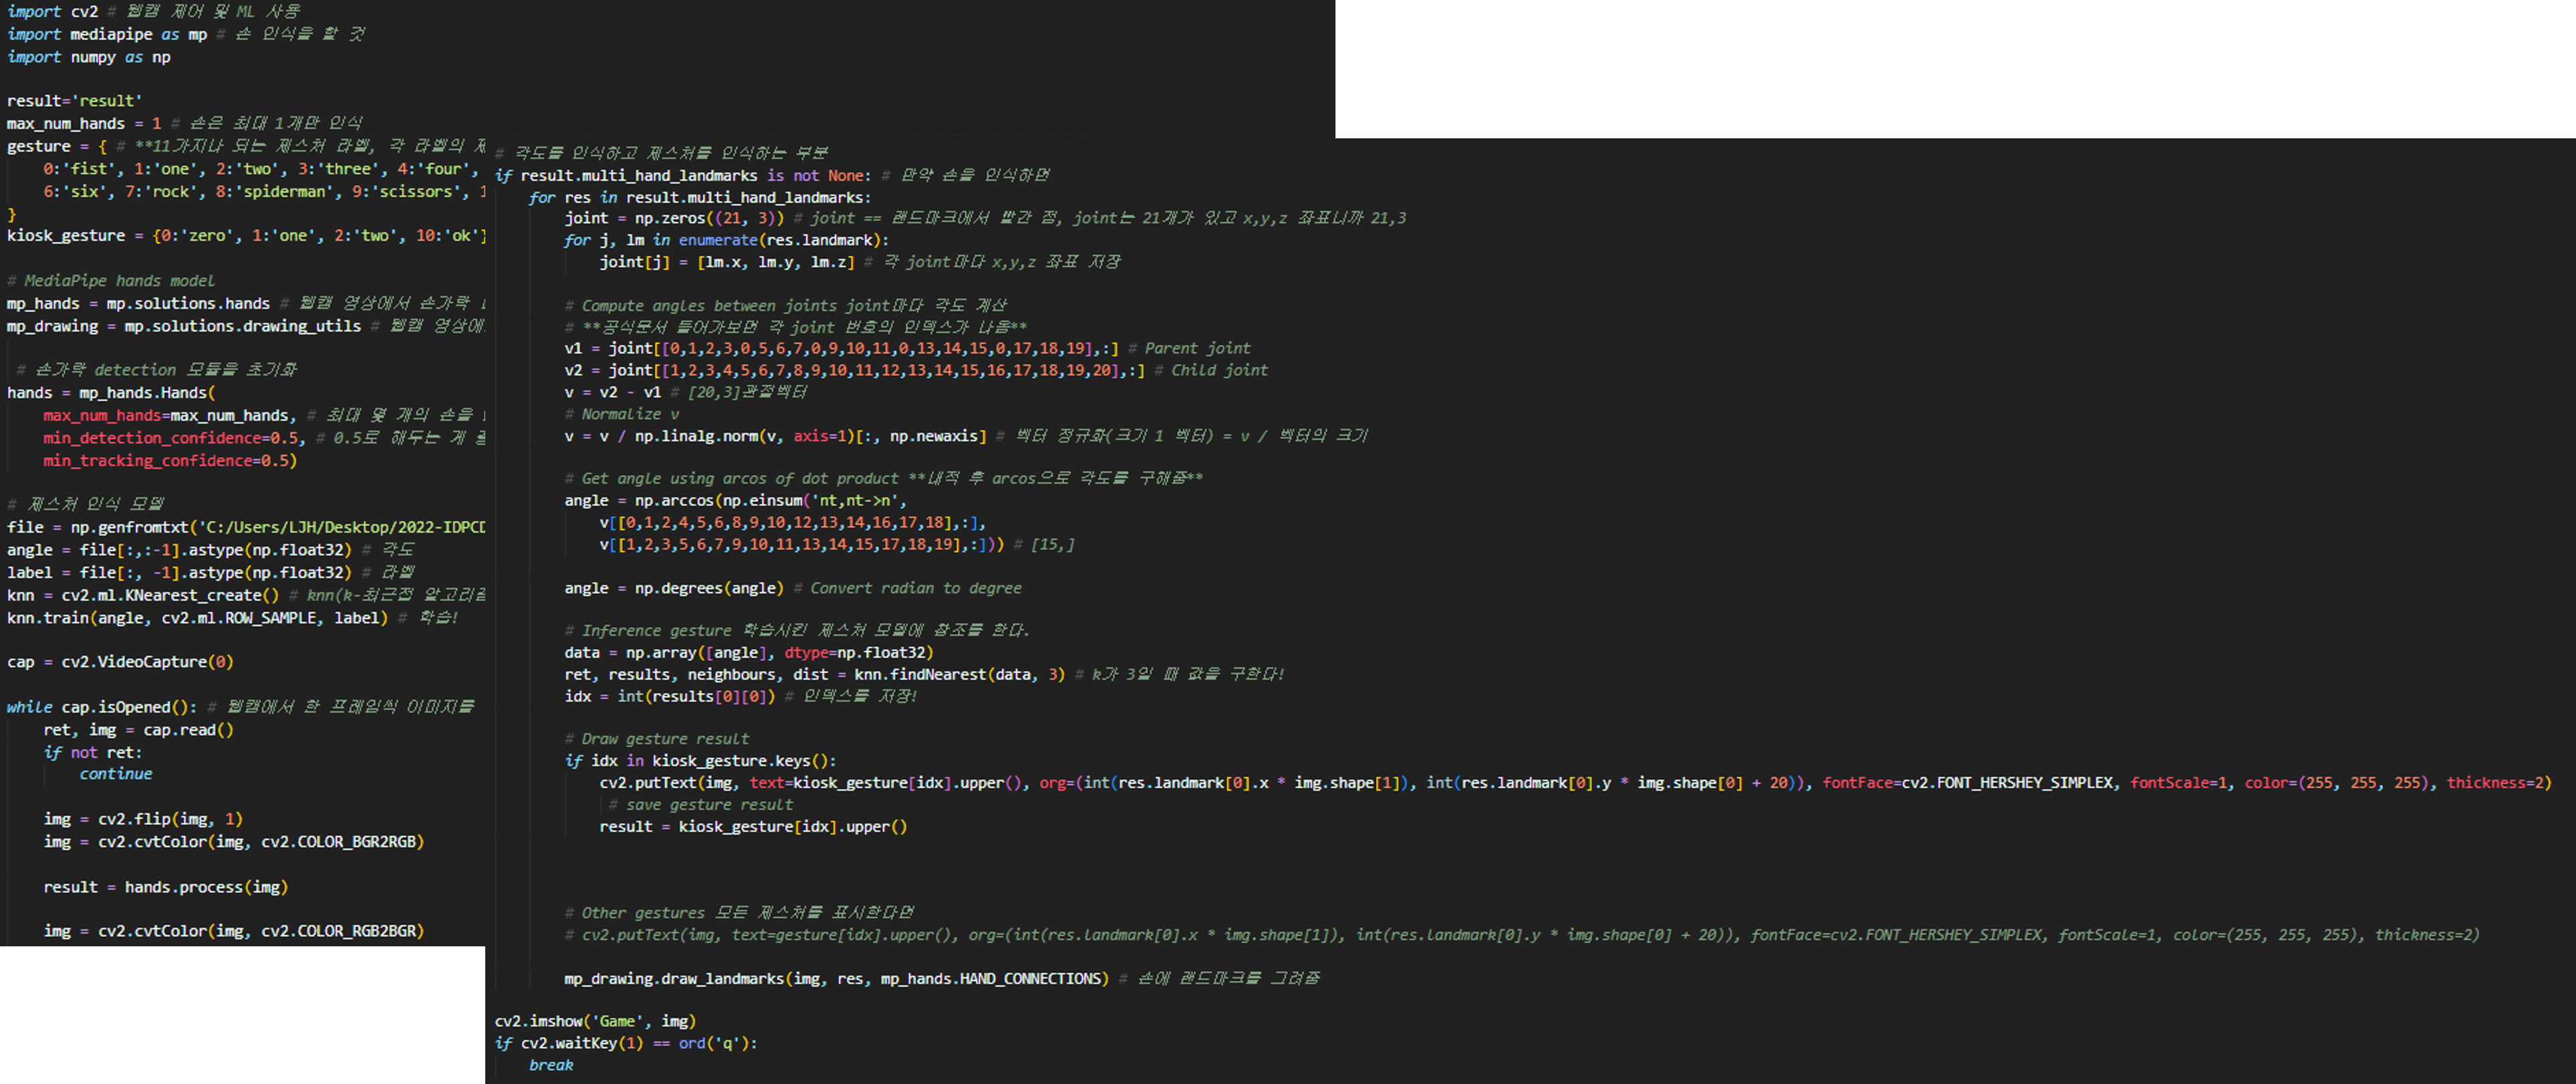 import cv2 # 웹캠 제어 및 ML 사용
import mediapipe as mp # 손 인식을 할 것
import numpy as np
result='result'
max_num_hands = 1 # 손은 최대 1개만 인식
gesture = { # **11가지나 되는 제스처 라벨, 각 라벨의 제
0:'fist', 1:'one', 2:'two', 3:'three', 4:'four',
6:'six', 7:'rock', 8:'spiderman', 9:'scissors', 1
}
kiosk_gesture = {0:'zero', 1:'one', 2:'two', 10:'ok'}
# MediaPipe hands model
mp_hands = mp.solutions.hands # 웹캠 영상에서 손가락
mp_drawing = mp.solutions.drawing_utils # 웹캠 영상에
# 손가락 detection 모듈을 초기화
hands = mp_hands.Hands(
max_num_hands=max_num_hands, # 최대 몇 개의 손을
min_detection_confidence=0.5, # 0.5로 해두는 게
min_tracking_confidence=0.5)
# 제스처 인식 모델
file = np.genfromtxt('C:/Users/LJH/Desktop/2022-IDPCD
angle = file[:,:-1].astype(np.float32) # 각도
label = file[:, -1].astype(np.float32) # 라벨
knn = cv2.ml.KNearest_create() # knn(k-최근접 알고리즘
knn.train(angle, cv2.ml.ROW_SAMPLE, label) # 학습!
cap = cv2.VideoCapture(0)
while cap.isOpened(): # 웹캠에서 한 프레임씩 이미지를
ret, img = cap.read()
if not ret:
continue
img = cv2.flip(img, 1)
img = cv2.cvtColor(img, cv2.COLOR_BGR2RGB)
result = hands.process(img)
img = cv2.cvtColor(img, cv2.COLOR_RGB2BGR)
# 각도를 인식하고 제스처를 인식하는 부분
if result.multi_hand_landmarks is not None: # 만약 손을 인식하면
for res in result.multi_hand_landmarks:
joint = np.zeros((21, 3)) # joint == 랜드마크에서 빨간 점, joint는 21개가 있고 x,y,z 좌표니까 21,3
for j, lm in enumerate(res.landmark):
joint[j] = [lm.x, lm.y, lm.z] # 각 joint마다 x,y,z 좌표 저장
# Compute angles between joints joint마다 각도 계산
# **공식문서 들어가보면 각 joint 번호의 인덱스가 나옴**
v1 = joint[[0,1,2,3,0,5,6,7,0,9,10,11,0,13,14,15,0,17,18,19],:] # Parent joint
v2 = joint[[1,2,3,4,5,6,7,8,9,10,11,12,13,14,15,16,17,18,19,20],:] # Child joint
v = v2 - v1 # [20,3]관절벡터
# Normalize v
v = v / np.linalg.norm(v, axis=1)[:, np.newaxis] # 벡터 정규화(크기 1 벡터) = v / 벡터의 크기
# Get angle using arcos of dot product **내적 후 arcos으로 각도를 구해줌**
angle = np.arccos(np.einsum('nt,nt->n',
v[[0,1,2,4,5,6,8,9,10,12,13,14,16,17,18],:],
v[[1,2,3,5,6,7,9,10,11,13,14,15,17,18,19],:])) # [15,]
angle = np.degrees(angle) # Convert radian to degree
# Inference gesture 학습시킨 제스처 모델에 참조를 한다.
data = np.array([angle], dtype=np.float32)
ret, results, neighbours, dist = knn.findNearest(data, 3) # k가 3일 때 값을 구한다!
idx = int(results[0][0]) # 인덱스를 저장!
# Draw gesture result
if idx in kiosk_gesture.keys():
cv2.putText(img, text=kiosk_gesture[idx].upper(), org=(int(res.landmark[0].x * img.shape[1]), int(res.landmark[0].y * img.shape[0] + 20)), fontFace=cv2.FONT_HERSHEY_SIMPLEX, fontScale=1, color=(255, 255, 255), thickness=2)
# save gesture result
result = kiosk_gesture[idx].upper()
# Other gestures 모든 제스처를 표시한다면
# cv2.putText(img, text=gesture[idx].upper(), org=(int(res.landmark[0].x * img.shape[1]), int(res.landmark[0].y * img.shape[0] + 20)), fontFace=cv2.FONT_HERSHEY_SIMPLEX, fontScale=1, color=(255, 255, 255), thickness=2)
mp_drawing.draw_landmarks(img, res, mp_hands.HAND_CONNECTIONS) # 손에 랜드마크를 그려줌
cv2.imshow('Game', img)
if cv2.waitKey(1) == ord('q'):
break